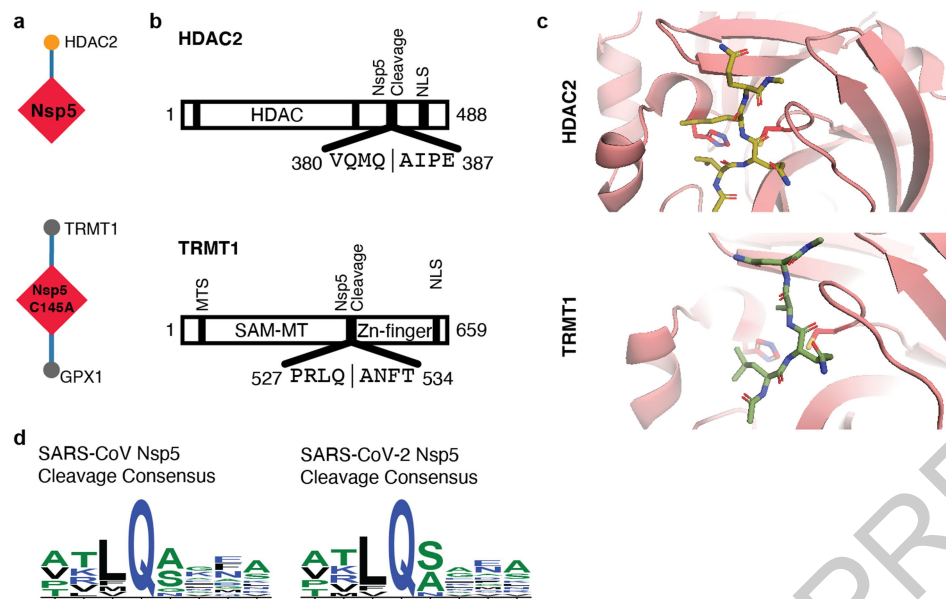 a
HDAC2
Nsp5
TRMT1
Nsp5
C145A
GPX1
b
HDAC2
Nsp5
Cleavage
NLS
1
HDAC
488
380 VQMQ|AIPE 387
TRMT1
MTS
Nsp5
Cleavage
NLS
1
SAM-MT
Zn-finger
659
527 PRLQ|ANFT 534
c
HDAC2
TRMT1
d
SARS-CoV Nsp5
Cleavage Consensus
ATLQA
SARS-CoV-2 Nsp5
Cleavage Consensus
ATLQS